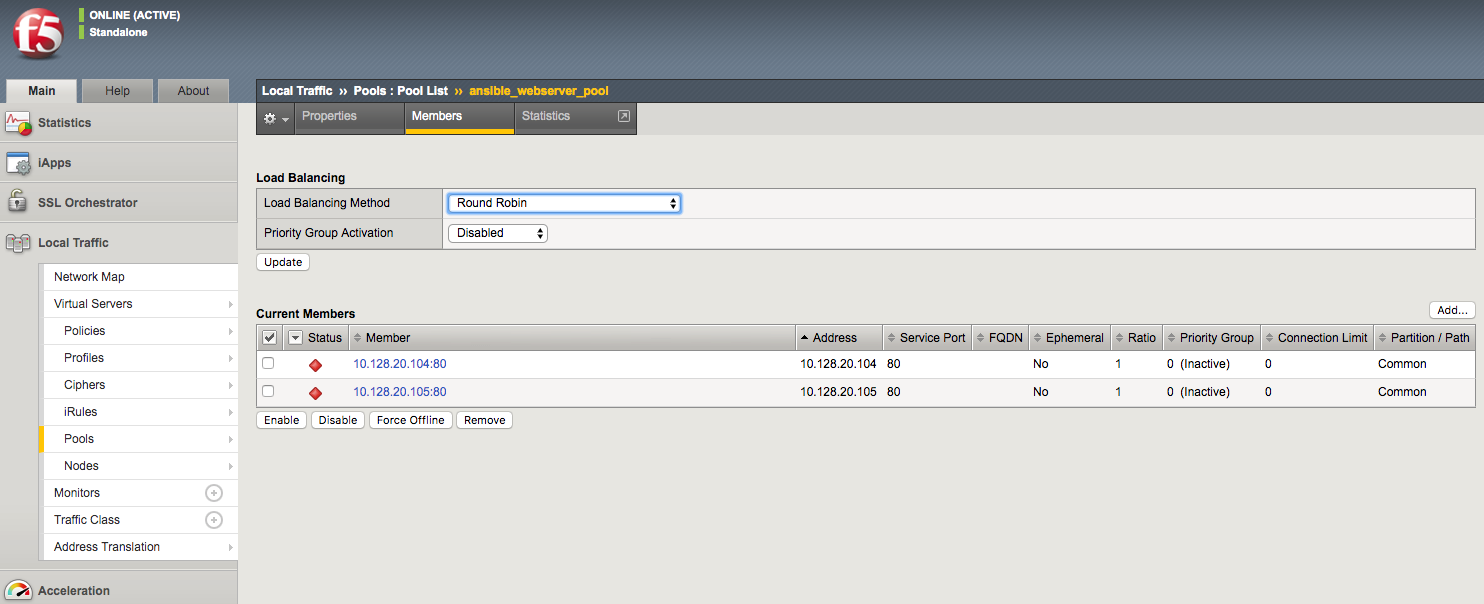 f5
ONLINE (ACTIVE)
Standalone
Main Help About
Statistics
iApps
SSL Orchestrator
Local Traffic
Network Map
Virtual Servers
Policies
Profiles
Ciphers
iRules
Pools
Nodes
Monitors
Traffic Class
Address Translation
Acceleration
Local Traffic ›› Pools : Pool List ›› ansible_webserver_pool
Properties Members Statistics
Load Balancing
Load Balancing Method Round Robin
Priority Group Activation Disabled
Update
Current Members Add...
Status Member Address Service Port FQDN Ephemeral Ratio Priority Group Connection Limit Partition / Path
10.128.20.104:80 10.128.20.104 80 No 1 0 (Inactive) 0 Common
10.128.20.105:80 10.128.20.105 80 No 1 0 (Inactive) 0 Common
Enable Disable Force Offline Remove